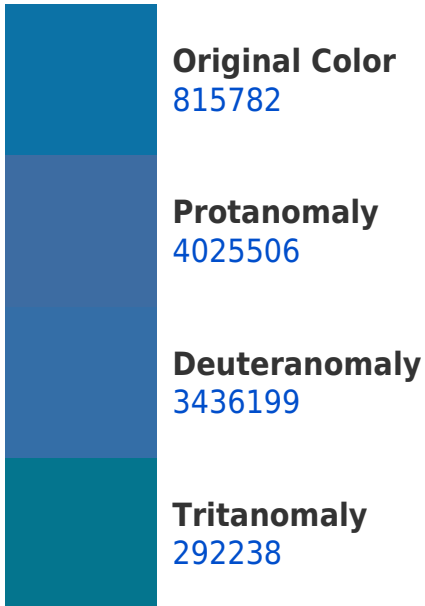 Original Color
815782
Protanomaly
4025506
Deuteranomaly
3436199
Tritanomaly
292238